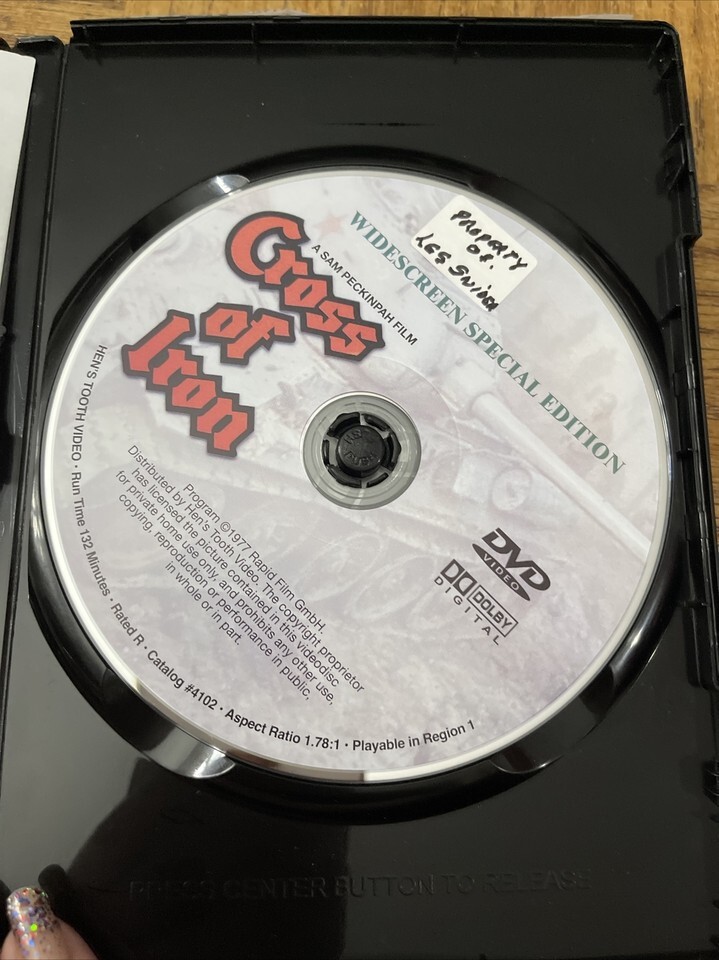 PROPERTY
OF.
LES
WIDESCREEN SPECIAL EDITION
Cross
of
Iron
A SAM PECKINPAH FILM
DVD
VIDEO
DOLBY
DIGITAL
Program ©1977 Rapid Film GmbH.
Distributed by Hen's Tooth Video. The copyright proprietor
has licensed the picture contained in this videodisc
for private home use only, and prohibits any other use,
copying, reproduction or performance in public,
in whole or in part.
HEN'S TOOTH VIDEO • Run Time 132 Minutes • Rated R • Catalog #4102 • Aspect Ratio 1.78:1 • Playable in Region 1
PUSH
PRESS CENTER BUTTON TO RELEASE